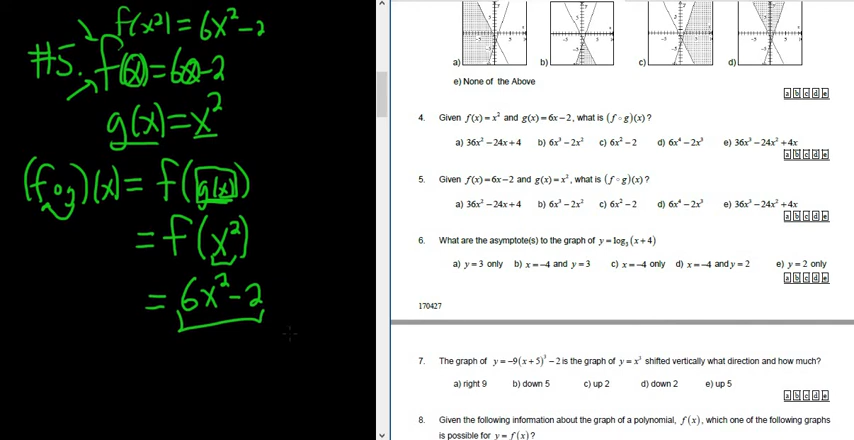 f(x²) = 6x² - 2
#5. f(x) = 6x - 2
g(x) = x²
(f∘g)(x) = f(g(x))
= f(x²)
= 6x² - 2
a) b) c) d)
e) None of the Above
a b c d e
4. Given f(x) = x² and g(x) = 6x − 2, what is (f ∘ g)(x)?
a) 36x² − 24x + 4 b) 6x³ − 2x² c) 6x² − 2 d) 6x⁴ − 2x³ e) 36x³ − 24x² + 4x
a b c d e
5. Given f(x) = 6x − 2 and g(x) = x², what is (f ∘ g)(x)?
a) 36x² − 24x + 4 b) 6x³ − 2x² c) 6x² − 2 d) 6x⁴ − 2x³ e) 36x³ − 24x² + 4x
a b c d e
6. What are the asymptote(s) to the graph of y = log₃(x + 4)
a) y = 3 only b) x = −4 and y = 3 c) x = −4 only d) x = −4 and y = 2 e) y = 2 only
a b c d e
170427
7. The graph of y = −9(x + 5)³ − 2 is the graph of y = x³ shifted vertically what direction and how much?
a) right 9 b) down 5 c) up 2 d) down 2 e) up 5
a b c d e
8. Given the following information about the graph of a polynomial, f(x), which one of the following graphs
is possible for y = f(x)?